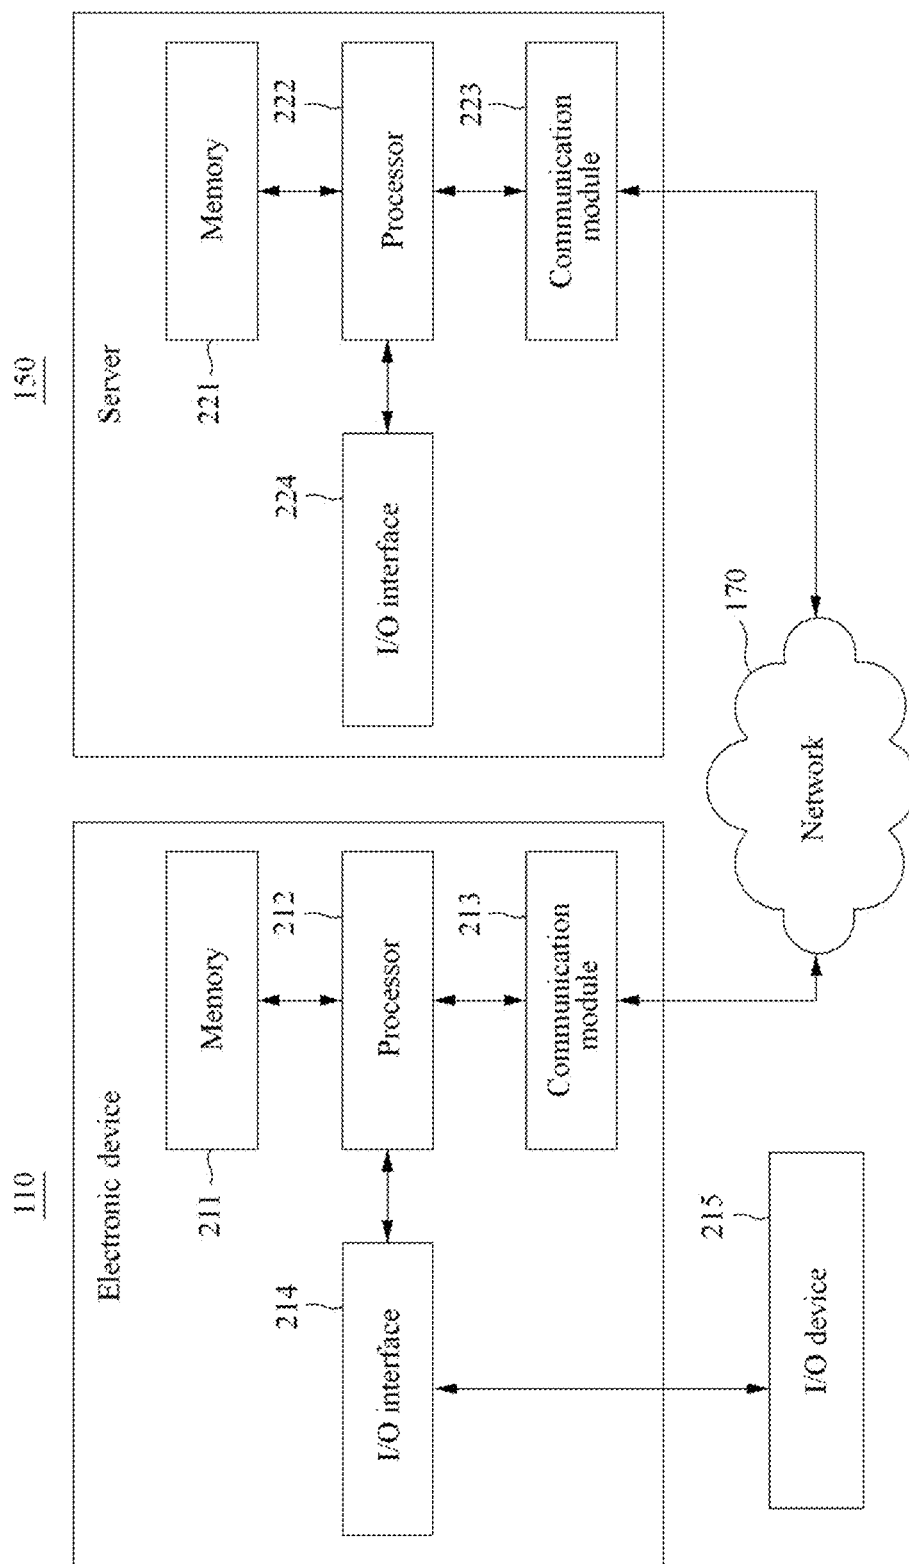 110
Electronic device
211
Memory
212
Processor
214
I/O interface
213
Communication
module
215
I/O device
150
Server
221
Memory
222
Processor
224
I/O interface
223
Communication
module
170
Network